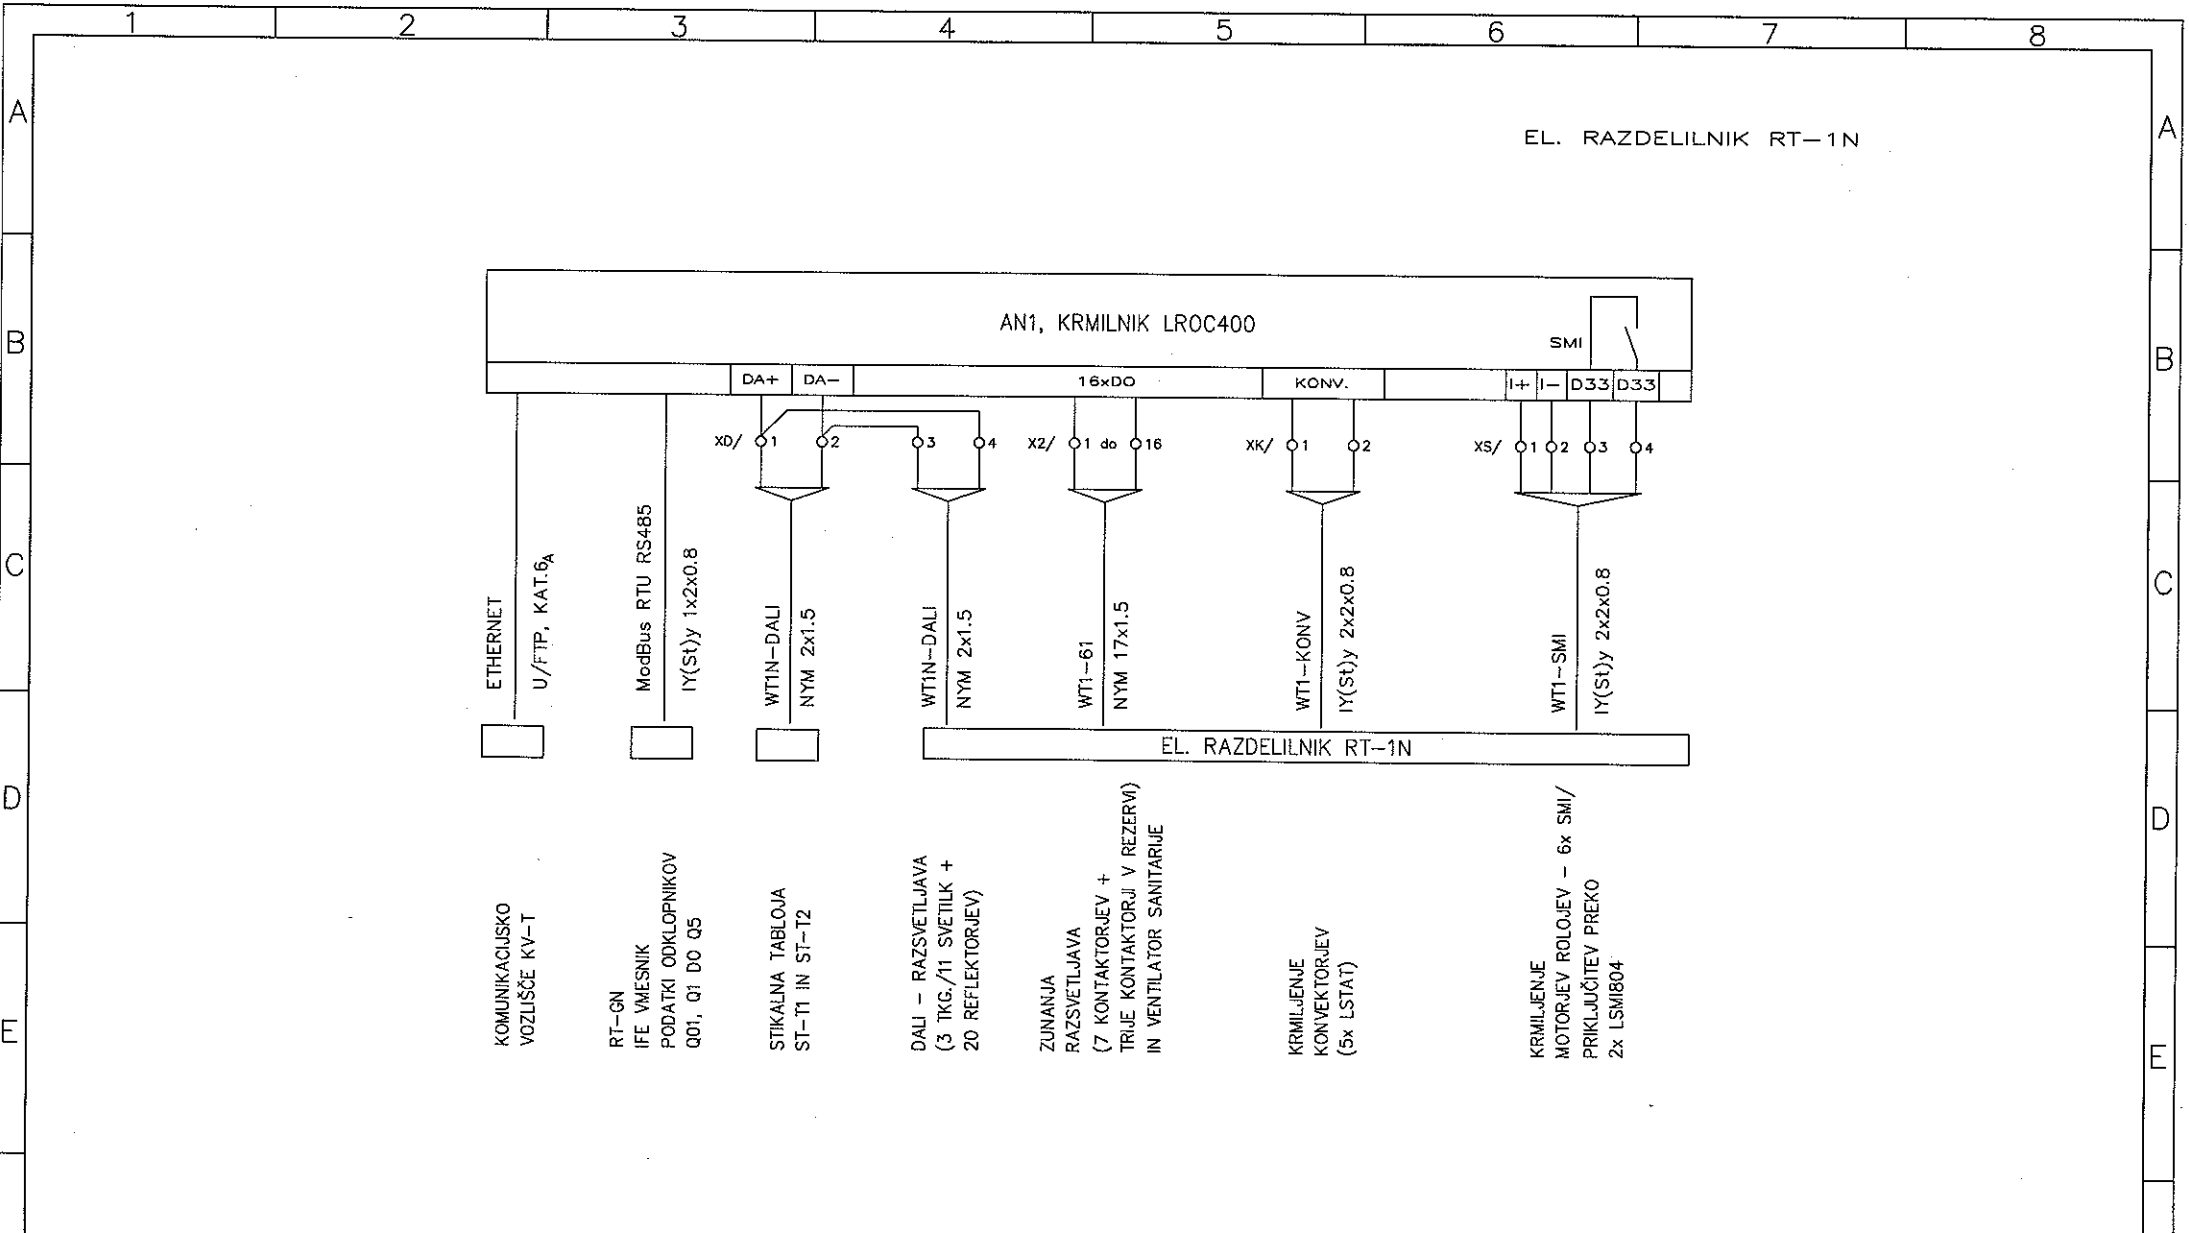 1 2 3 4 5 6 7 8
A A
EL. RAZDELILNIK RT-1N
B B
AN1, KRMILNIK LROC400
SMI
DA+ DA- 16xDO KONV. I+ I- D33 D33
XD/ 1 2 3 4 X2/ 1 do 16 XK/ 1 2 XS/ 1 2 3 4
C C
ETHERNET
U/FTP, KAT.6A
ModBus RTU RS485
IY(St)y 1x2x0.8
WT1N-DALI
NYM 2x1.5
WT1N-DALI
NYM 2x1.5
WT1-61
NYM 17x1.5
WT1-KONV
IY(St)y 2x2x0.8
WT1-SMI
IY(St)y 2x2x0.8
EL. RAZDELILNIK RT-1N
D D
KOMUNIKACIJSKO
VOZLIŠČE KV-T
RT-GN
IFE VMESNIK
PODATKI ODKLOPNIKOV
Q01, Q1 DO Q5
STIKALNA TABLOJA
ST-T1 IN ST-T2
DALI - RAZSVETLJAVA
(3 TKG./11 SVETILK +
20 REFLEKTORJEV)
ZUNANJA
RAZSVETLJAVA
(7 KONTAKTORJEV +
TRIJE KONTAKTORJI V REZERVI)
IN VENTILATOR SANITARIJE
KRMILJENJE
KONVEKTORJEV
(5x LSTAT)
KRMILJENJE
MOTORJEV ROLOJEV - 6x SMI/
PRIKLJUČITEV PREKO
2x LSMI804
E E